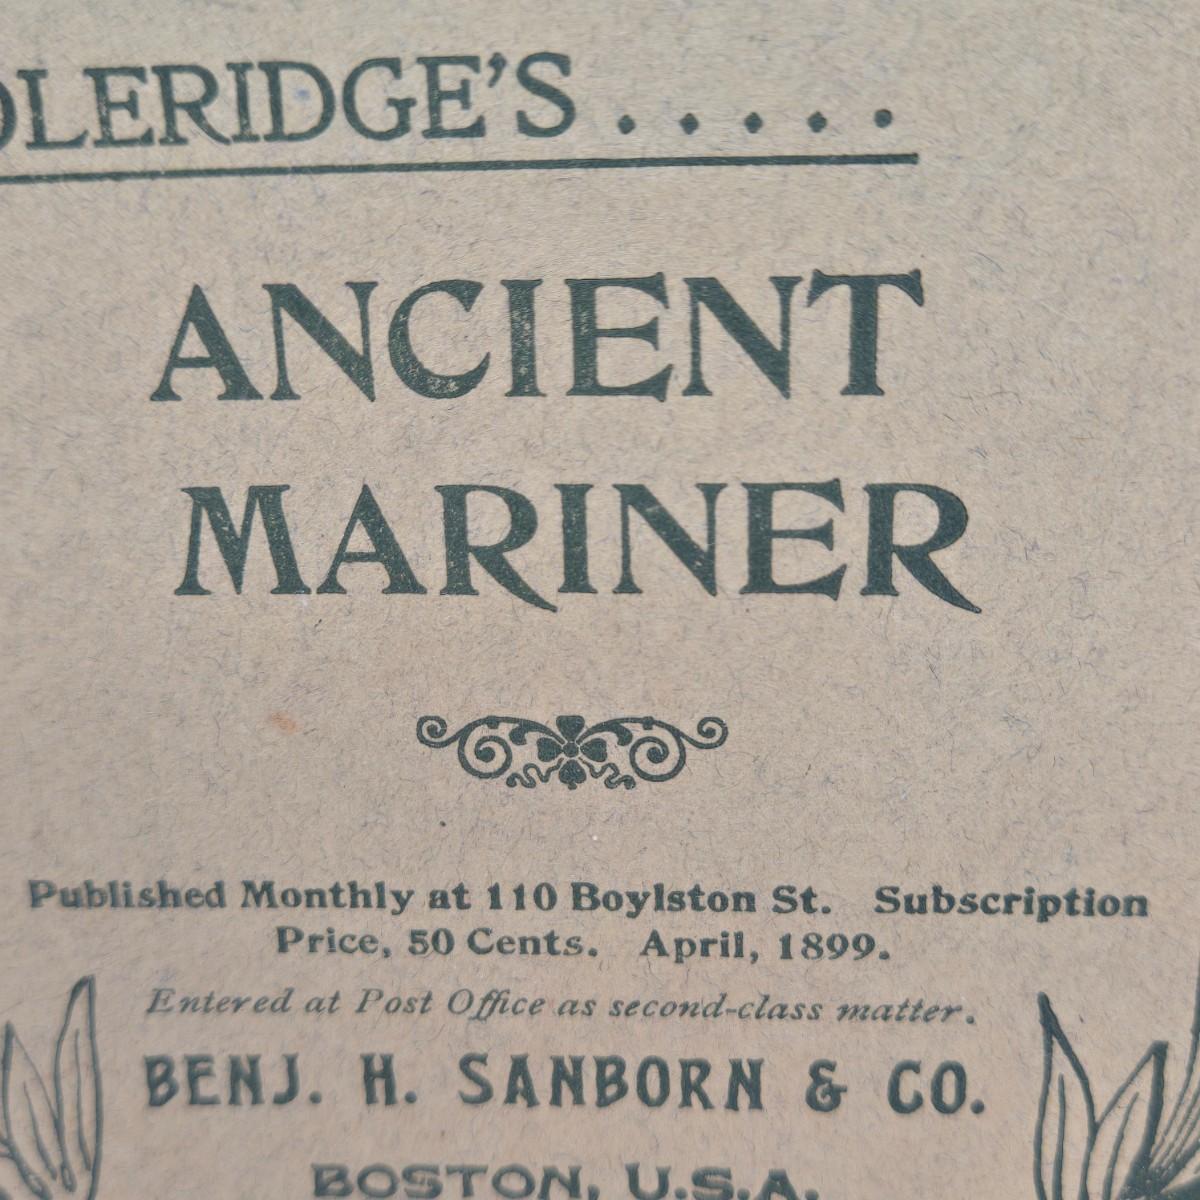 OLERIDGE'S . . . . .
ANCIENT
MARINER
Published Monthly at 110 Boylston St. Subscription
Price, 50 Cents. April, 1899.
Entered at Post Office as second-class matter.
BENJ. H. SANBORN & CO.
BOSTON, U.S.A.